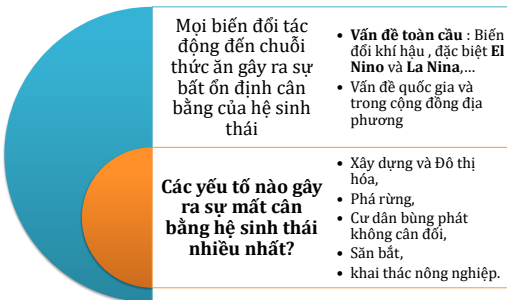 Mọi biến đổi tác
động đến chuỗi
thức ăn gây ra sự
bất ổn định cân
bằng của hệ sinh
thái
• Vấn đề toàn cầu : Biến
đổi khí hậu , đặc biệt El
Nino và La Nina,...
• Vấn đề quốc gia và
trong cộng đồng địa
phương
Các yếu tố nào gây
ra sự mất cân
bằng hệ sinh thái
nhiều nhất?
• Xây dựng và Đô thị
hóa,
• Phá rừng,
• Cư dân bùng phát
không cân đối,
• Săn bắt,
• khai thác nông nghiệp.